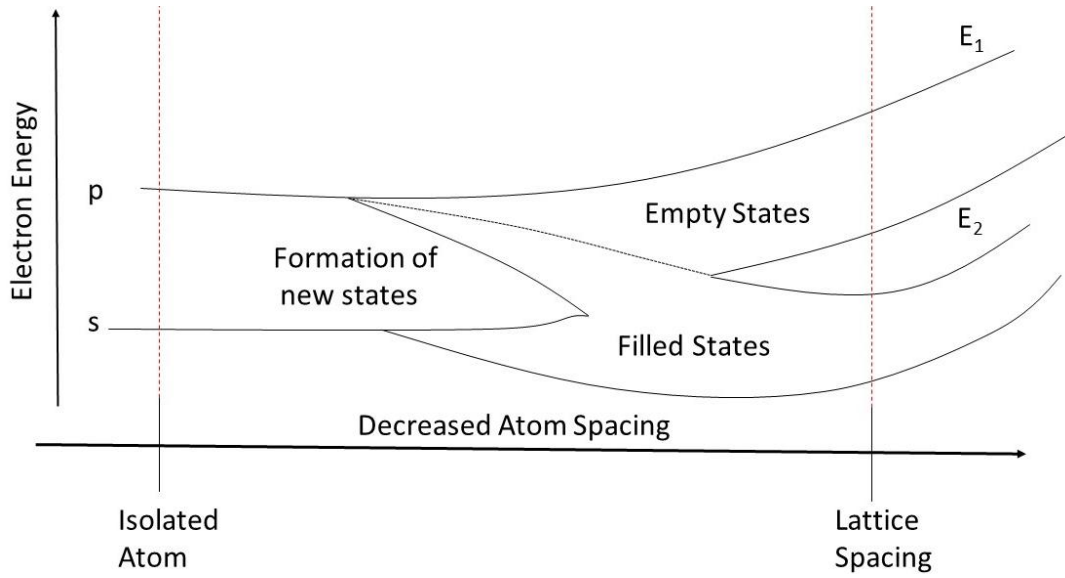 E₁
Electron Energy
p
Empty States
E₂
Formation of
new states
s
Filled States
Decreased Atom Spacing
Isolated
Atom
Lattice
Spacing